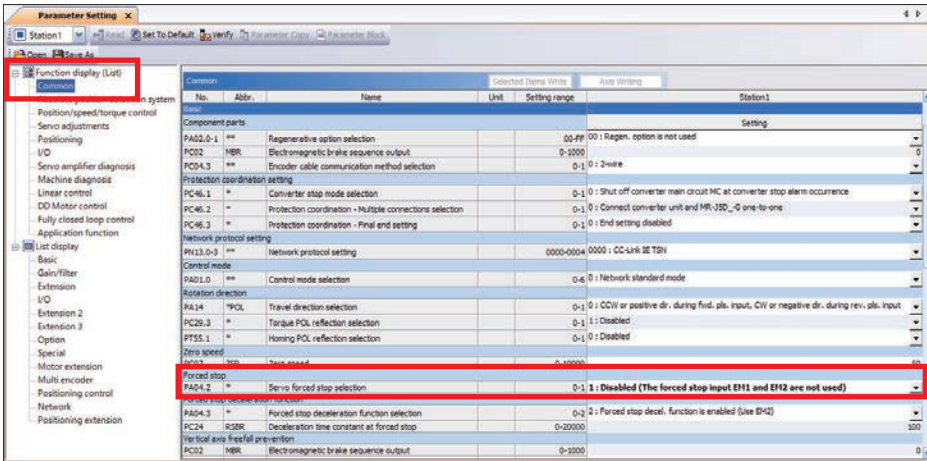 Parameter Setting X
Station1 Read Set To Default Verify Parameter Copy Parameter Block
Open Save As
Function display (List)
Common
detection system
Position/speed/torque control
Servo adjustments
Positioning
I/O
Servo amplifier diagnosis
Machine diagnosis
Linear control
DD Motor control
Fully closed loop control
Application function
List display
Basic
Gain/filter
Extension
I/O
Extension 2
Extension 3
Option
Special
Motor extension
Multi encoder
Positioning control
Network
Positioning extension
Common Selected Items Write Axis Writing
No. Abbr. Name Unit Setting range Station1
Basic
Component parts Setting
PA02.0-1 ** Regenerative option selection 00-FF 00 : Regen. option is not used
PC02 MBR Electromagnetic brake sequence output 0-1000 0
PC04.3 ** Encoder cable communication method selection 0-1 0 : 2-wire
Protection coordination setting
PC46.1 * Converter stop mode selection 0-1 0 : Shut off converter main circuit MC at converter stop alarm occurrence
PC46.2 * Protection coordination - Multiple connections selection 0-1 0 : Connect converter unit and MR-J5D_-G one-to-one
PC46.3 * Protection coordination - Final end setting 0-1 0 : End setting disabled
Network protocol setting
PN13.0-3 ** Network protocol setting 0000-0004 0000 : CC-Link IE TSN
Control mode
PA01.0 ** Control mode selection 0-6 0 : Network standard mode
Rotation direction
PA14 *POL Travel direction selection 0-1 0 : CCW or positive dir. during fwd. pls. input, CW or negative dir. during rev. pls. input
PC29.3 * Torque POL reflection selection 0-1 1 : Disabled
PT55.1 * Homing POL reflection selection 0-1 0 : Disabled
Zero speed
PC07 ZSP Zero speed 0-10000 50
Forced stop
PA04.2 * Servo forced stop selection 0-1 1 : Disabled (The forced stop input EM1 and EM2 are not used)
Forced stop deceleration function
PA04.3 * Forced stop deceleration function selection 0-2 2 : Forced stop decel. function is enabled (Use EM2)
PC24 RSBR Deceleration time constant at forced stop 0-20000 100
Vertical axis freefall prevention
PC02 MBR Electromagnetic brake sequence output 0-1000 0